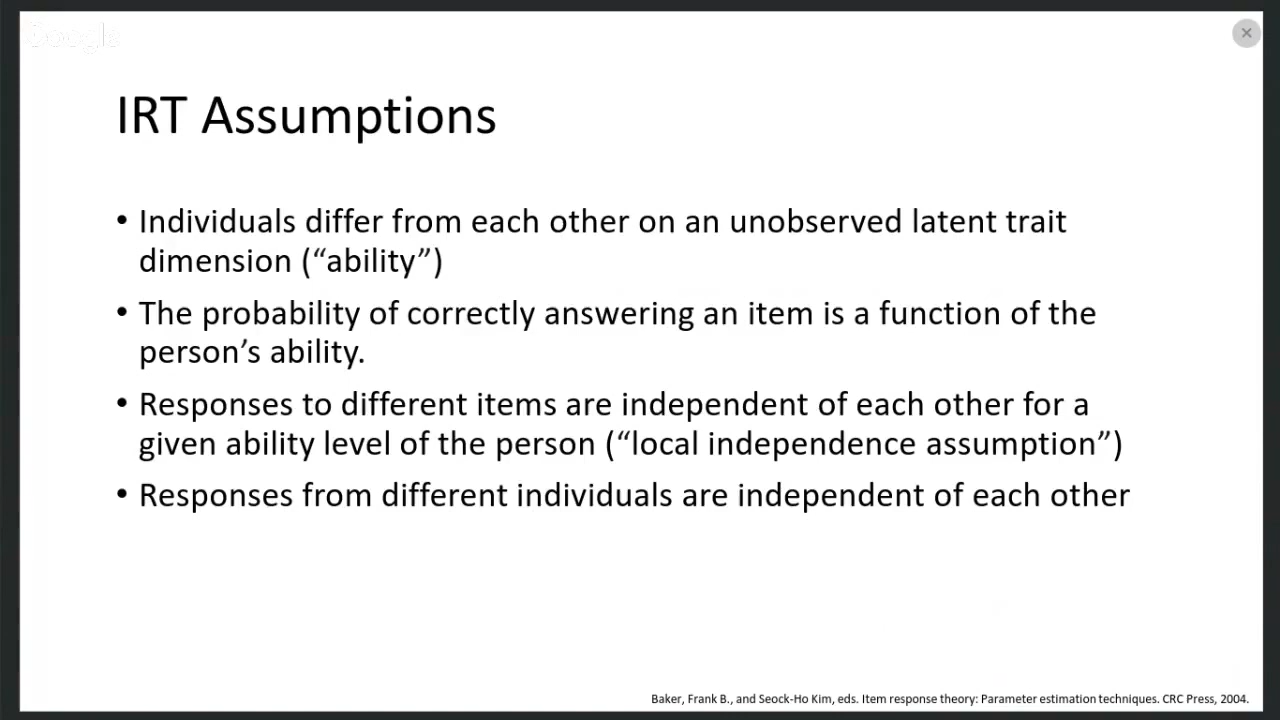 Google
IRT Assumptions
• Individuals differ from each other on an unobserved latent trait
dimension (“ability”)
• The probability of correctly answering an item is a function of the
person’s ability.
• Responses to different items are independent of each other for a
given ability level of the person (“local independence assumption”)
• Responses from different individuals are independent of each other
Baker, Frank B., and Seock-Ho Kim, eds. Item response theory: Parameter estimation techniques. CRC Press, 2004.